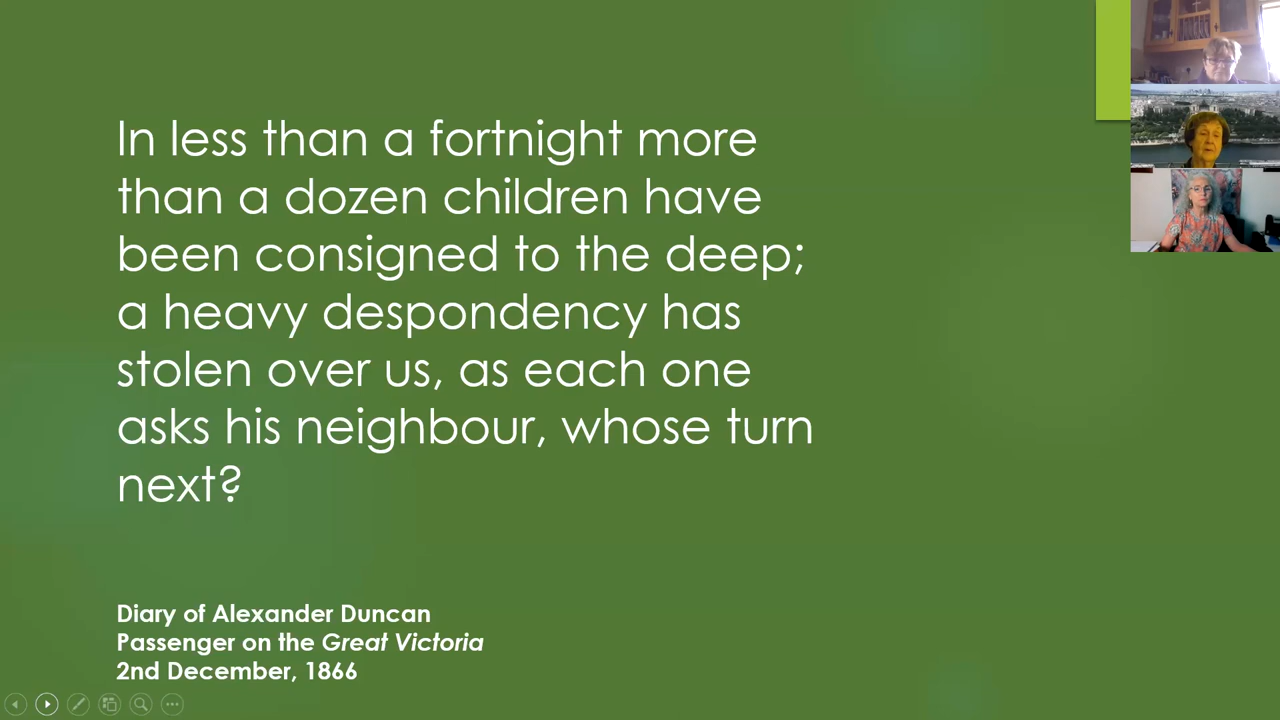 In less than a fortnight more
than a dozen children have
been consigned to the deep;
a heavy despondency has
stolen over us, as each one
asks his neighbour, whose turn
next?
Diary of Alexander Duncan
Passenger on the Great Victoria
2nd December, 1866